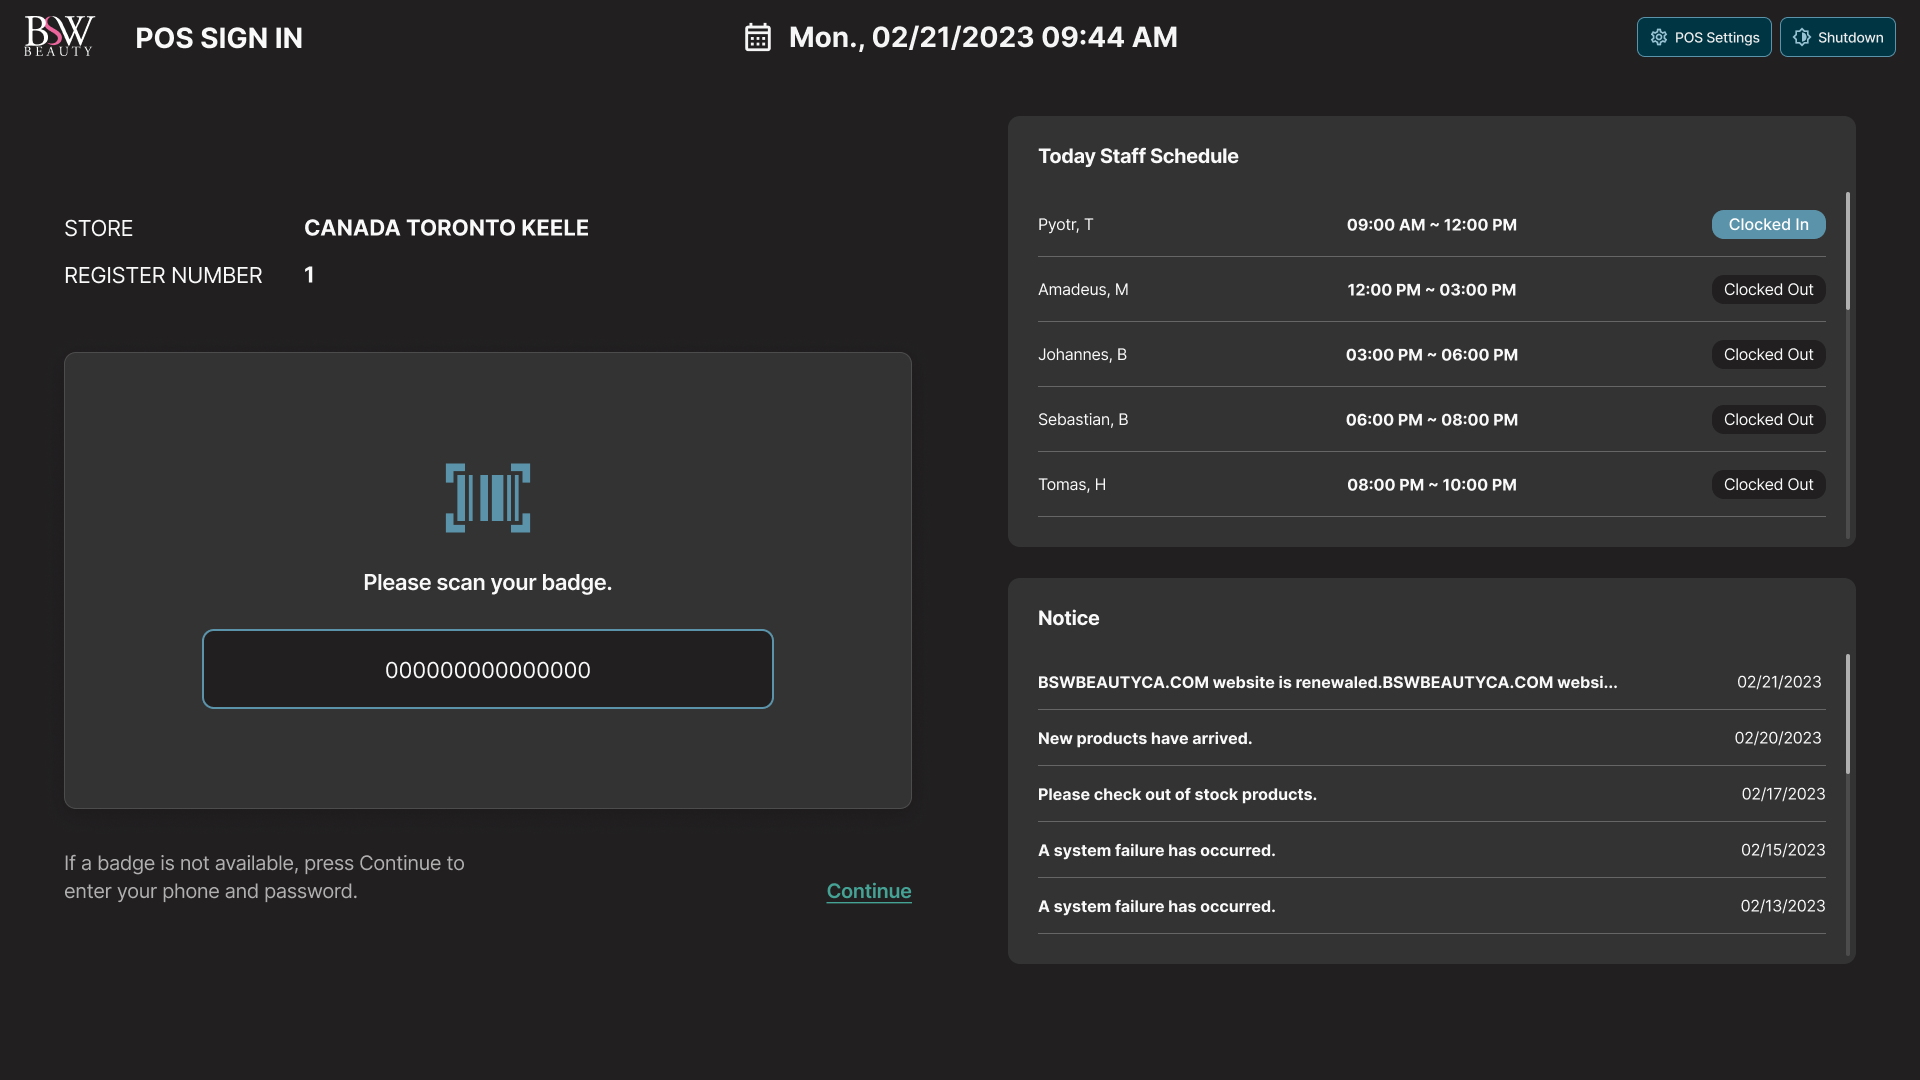 BSW
BEAUTY
POS SIGN IN
Mon., 02/21/2023 09:44 AM
POS Settings
Shutdown
STORE
CANADA TORONTO KEELE
REGISTER NUMBER
1
Please scan your badge.
000000000000000
If a badge is not available, press Continue to
enter your phone and password.
Continue
Today Staff Schedule
Pyotr, T
09:00 AM ~ 12:00 PM
Clocked In
Amadeus, M
12:00 PM ~ 03:00 PM
Clocked Out
Johannes, B
03:00 PM ~ 06:00 PM
Clocked Out
Sebastian, B
06:00 PM ~ 08:00 PM
Clocked Out
Tomas, H
08:00 PM ~ 10:00 PM
Clocked Out
Notice
BSWBEAUTYCA.COM website is renewaled.BSWBEAUTYCA.COM websi...
02/21/2023
New products have arrived.
02/20/2023
Please check out of stock products.
02/17/2023
A system failure has occurred.
02/15/2023
A system failure has occurred.
02/13/2023